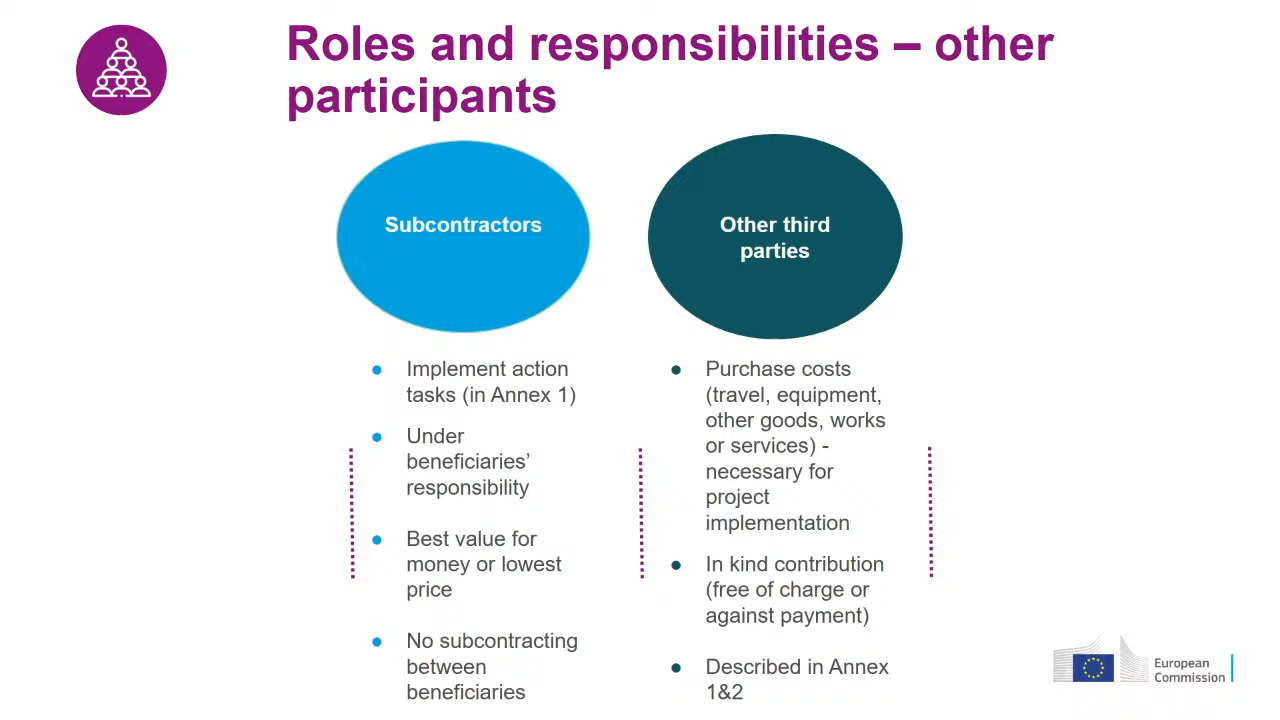 Roles and responsibilities – other
participants
Subcontractors
Other third
parties
● Implement action
tasks (in Annex 1)
● Under
beneficiaries’
responsibility
● Best value for
money or lowest
price
● No subcontracting
between
beneficiaries
● Purchase costs
(travel, equipment,
other goods, works
or services) -
necessary for
project
implementation
● In kind contribution
(free of charge or
against payment)
● Described in Annex
1&2
European
Commission